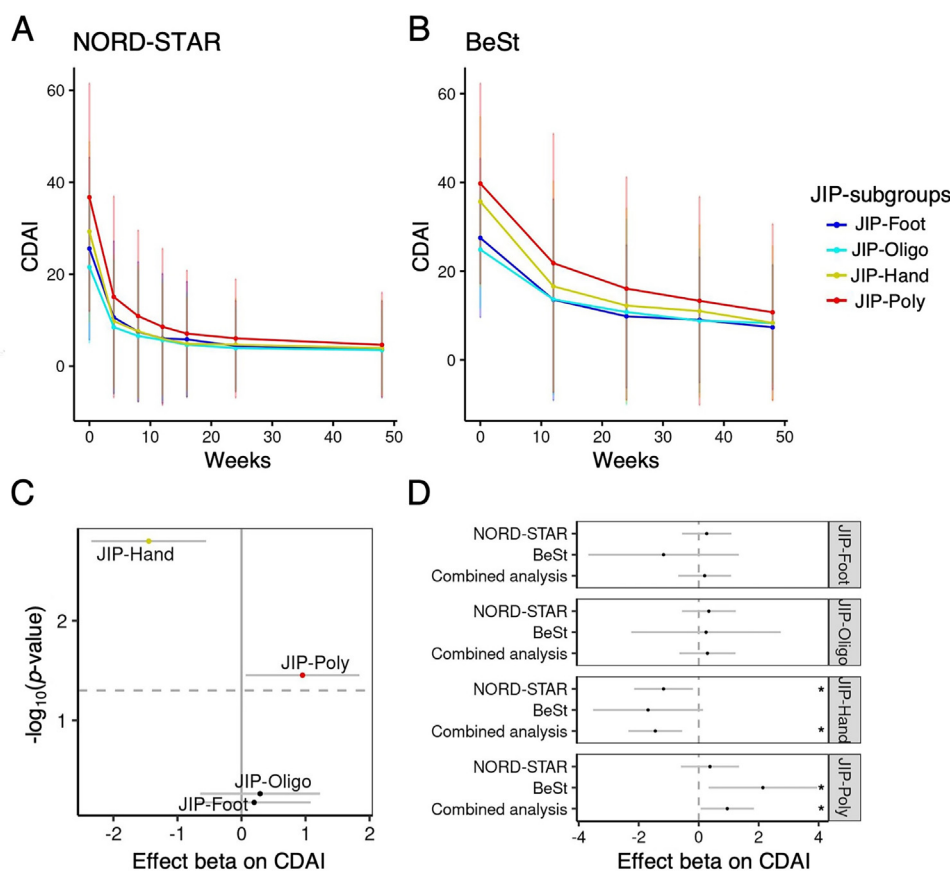 A
NORD-STAR
CDAI
60
40
20
0
0 10 20 30 40 50
Weeks
B
BeSt
CDAI
60
40
20
0
0 10 20 30 40 50
Weeks
JIP-subgroups
JIP-Foot
JIP-Oligo
JIP-Hand
JIP-Poly
C
-log10(p-value)
2
1
JIP-Hand
JIP-Poly
JIP-Oligo
JIP-Foot
-2 -1 0 1 2
Effect beta on CDAI
D
NORD-STAR
BeSt
Combined analysis
JIP-Foot
NORD-STAR
BeSt
Combined analysis
JIP-Oligo
NORD-STAR *
BeSt
Combined analysis *
JIP-Hand
NORD-STAR
BeSt *
Combined analysis *
JIP-Poly
-4 -2 0 2 4
Effect beta on CDAI